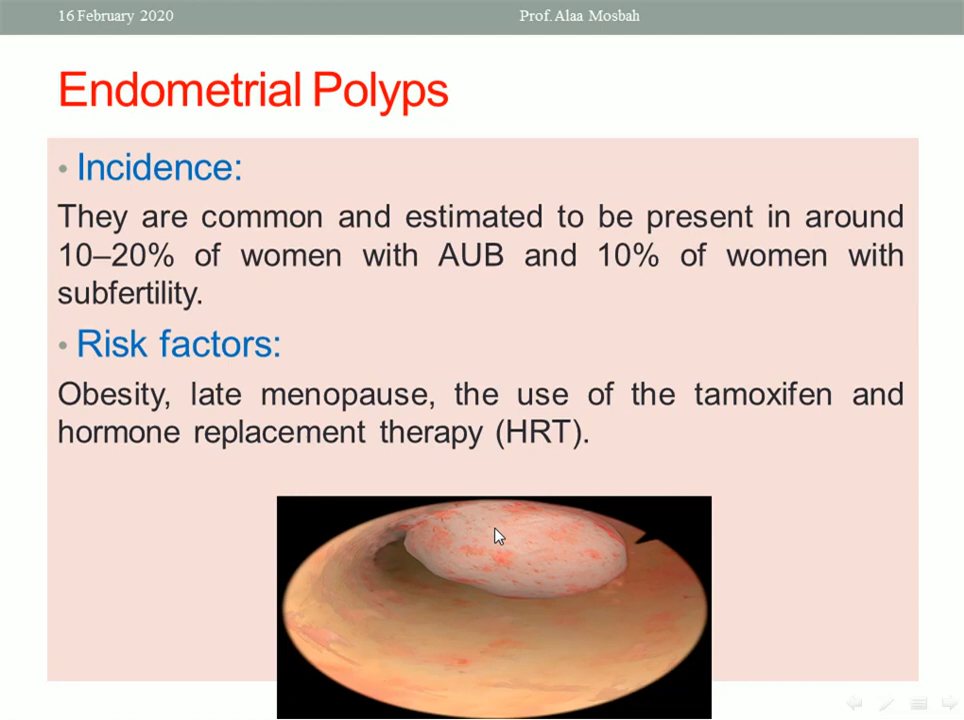 16 February 2020
Prof.Alaa Mosbah
Endometrial Polyps
• Incidence:
They are common and estimated to be present in around
10–20% of women with AUB and 10% of women with
subfertility.
• Risk factors:
Obesity, late menopause, the use of the tamoxifen and
hormone replacement therapy (HRT).